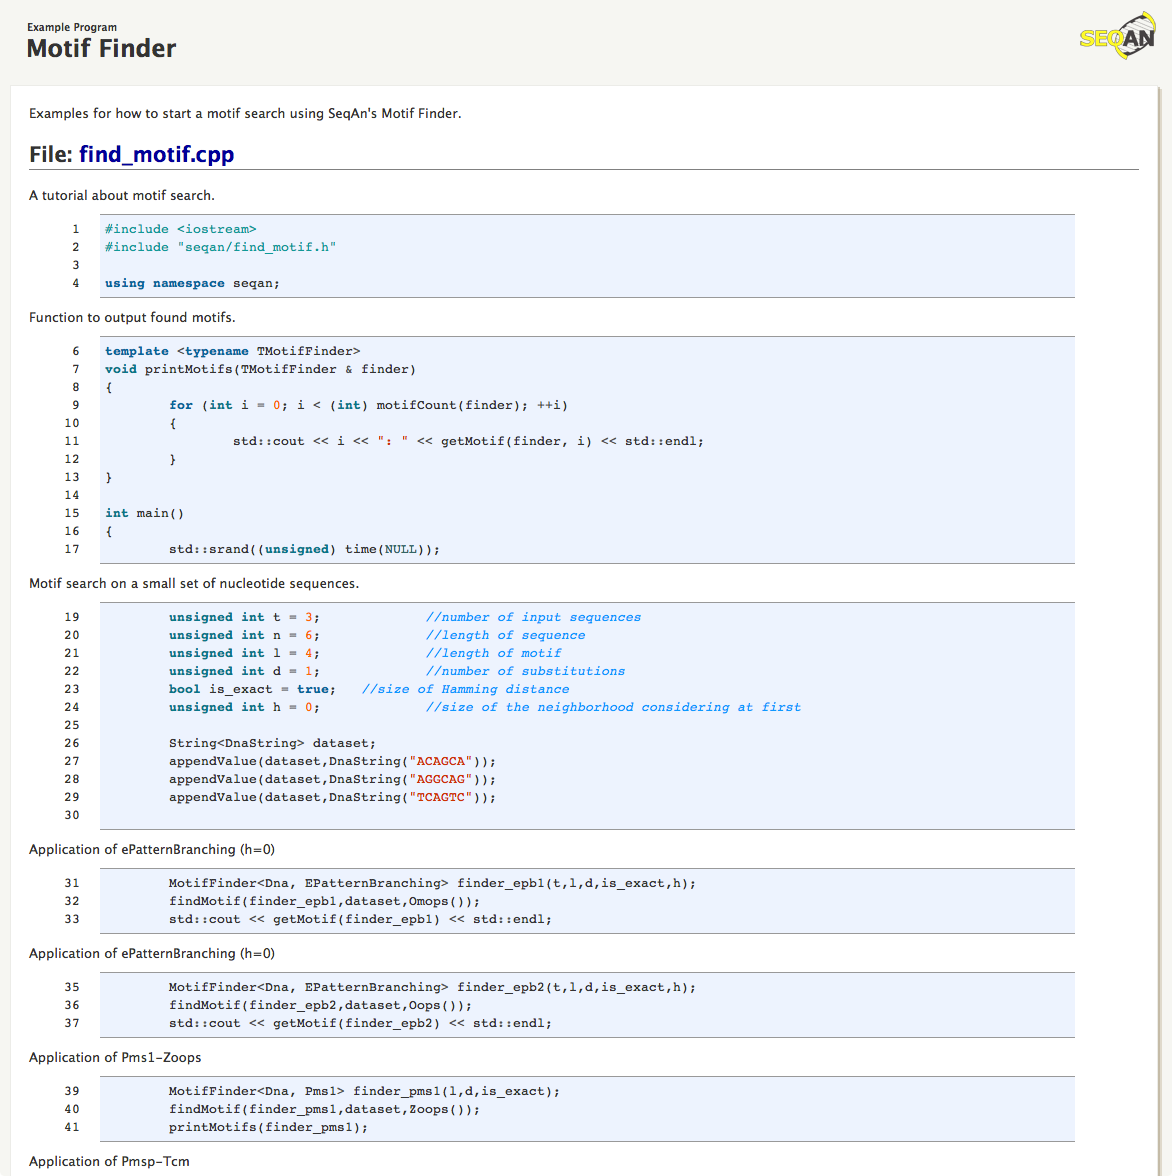 Example Program
Motif Finder
SEQAN
Examples for how to start a motif search using SeqAn's Motif Finder.
File: find_motif.cpp
A tutorial about motif search.
1 #include <iostream>
2 #include "seqan/find_motif.h"
3
4 using namespace seqan;
Function to output found motifs.
6 template <typename TMotifFinder>
7 void printMotifs(TMotifFinder & finder)
8 {
9 for (int i = 0; i < (int) motifCount(finder); ++i)
10 {
11 std::cout << i << ": " << getMotif(finder, i) << std::endl;
12 }
13 }
14
15 int main()
16 {
17 std::srand((unsigned) time(NULL));
Motif search on a small set of nucleotide sequences.
19 unsigned int t = 3; //number of input sequences
20 unsigned int n = 6; //length of sequence
21 unsigned int l = 4; //length of motif
22 unsigned int d = 1; //number of substitutions
23 bool is_exact = true; //size of Hamming distance
24 unsigned int h = 0; //size of the neighborhood considering at first
25
26 String<DnaString> dataset;
27 appendValue(dataset,DnaString("ACAGCA"));
28 appendValue(dataset,DnaString("AGGCAG"));
29 appendValue(dataset,DnaString("TCAGTC"));
30
Application of ePatternBranching (h=0)
31 MotifFinder<Dna, EPatternBranching> finder_epb1(t,l,d,is_exact,h);
32 findMotif(finder_epb1,dataset,Omops());
33 std::cout << getMotif(finder_epb1) << std::endl;
Application of ePatternBranching (h=0)
35 MotifFinder<Dna, EPatternBranching> finder_epb2(t,l,d,is_exact,h);
36 findMotif(finder_epb2,dataset,Oops());
37 std::cout << getMotif(finder_epb2) << std::endl;
Application of Pms1-Zoops
39 MotifFinder<Dna, Pms1> finder_pms1(l,d,is_exact);
40 findMotif(finder_pms1,dataset,Zoops());
41 printMotifs(finder_pms1);
Application of Pmsp-Tcm